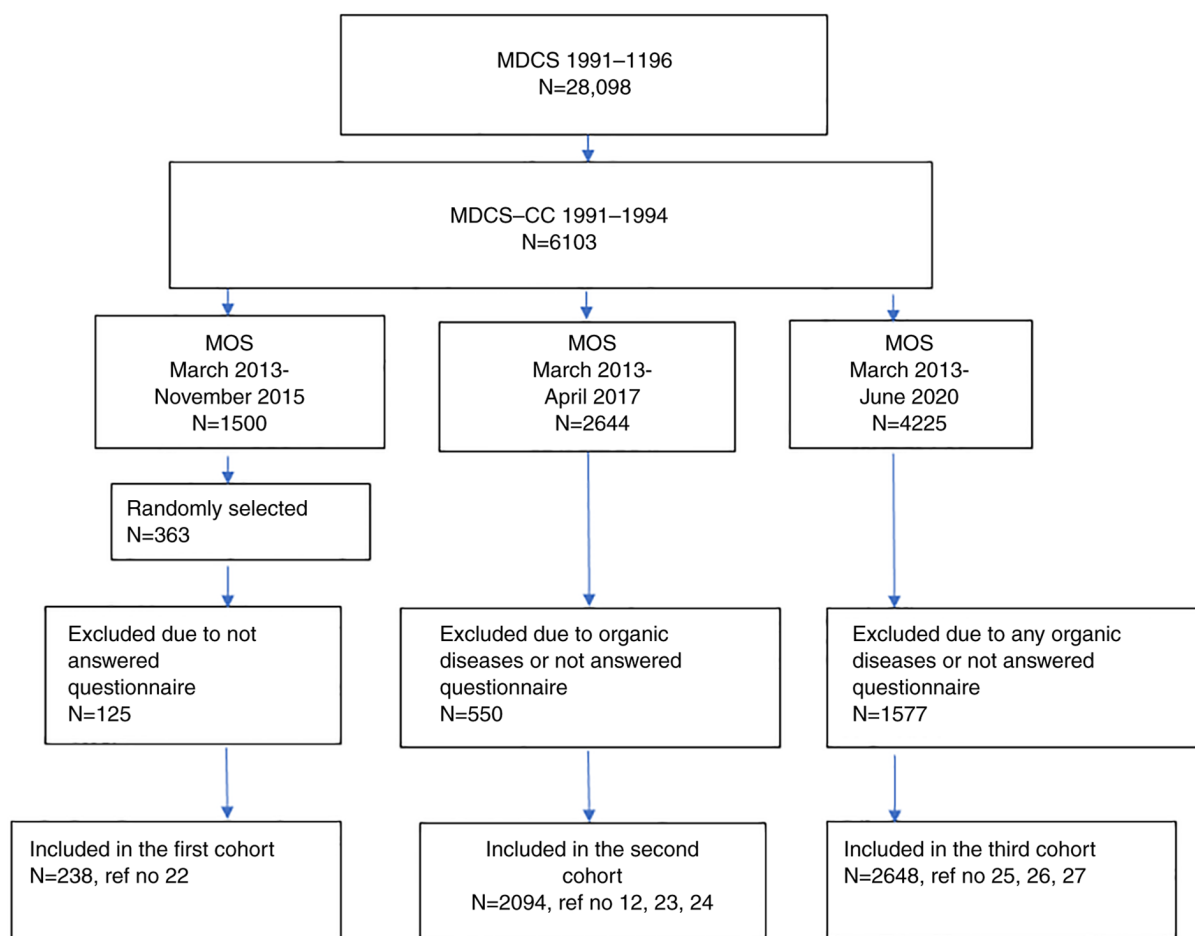 MDCS 1991–1196
N=28,098
MDCS–CC 1991–1994
N=6103
MOS
March 2013-
November 2015
N=1500
MOS
March 2013-
April 2017
N=2644
MOS
March 2013-
June 2020
N=4225
Randomly selected
N=363
Excluded due to not
answered
questionnaire
N=125
Excluded due to organic
diseases or not answered
questionnaire
N=550
Excluded due to any organic
diseases or not answered
questionnaire
N=1577
Included in the first cohort
N=238, ref no 22
Included in the second
cohort
N=2094, ref no 12, 23, 24
Included in the third cohort
N=2648, ref no 25, 26, 27